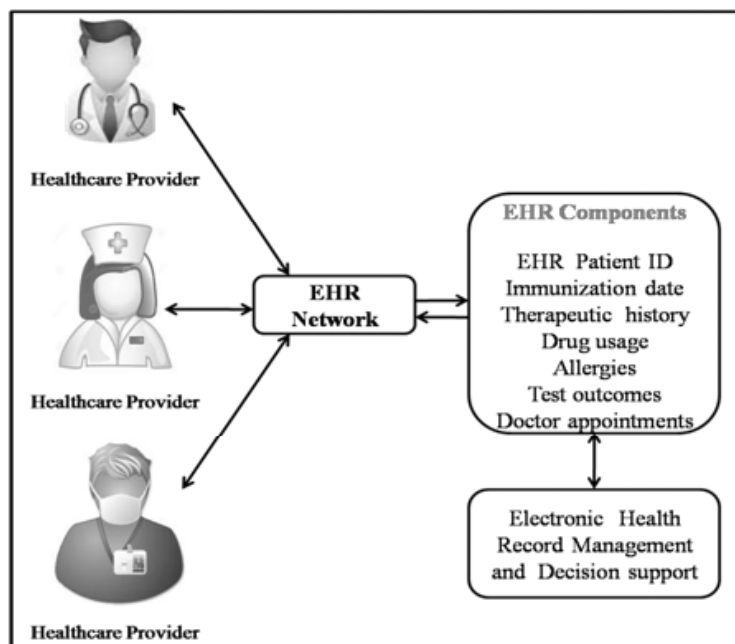 Healthcare Provider
Healthcare Provider
Healthcare Provider
EHR
Network
EHR Components
EHR Patient ID
Immunization date
Therapeutic history
Drug usage
Allergies
Test outcomes
Doctor appointments
Electronic Health
Record Management
and Decision support